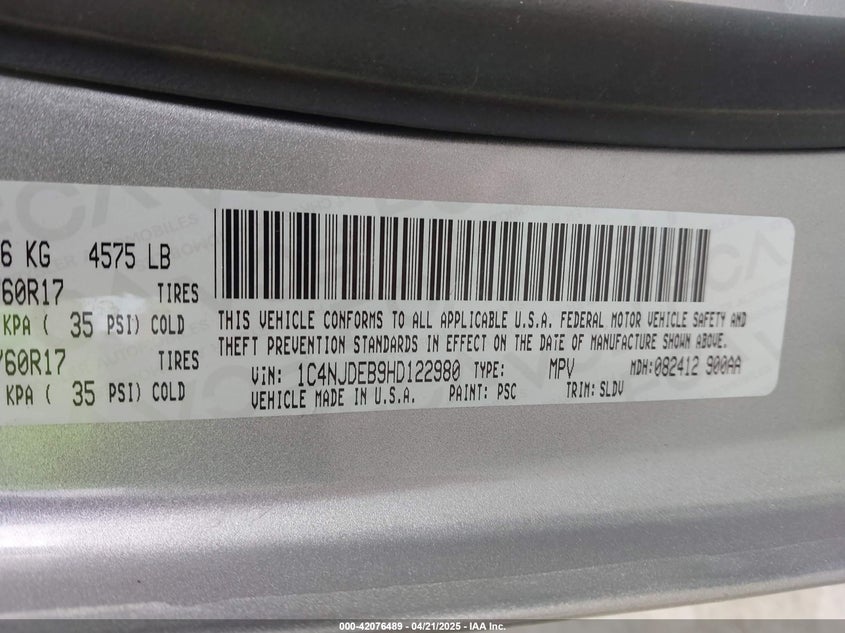 6 KG 4575 LB
60R17 TIRES
KPA ( 35 PSI) COLD
/60R17 TIRES
KPA ( 35 PSI) COLD
THIS VEHICLE CONFORMS TO ALL APPLICABLE U.S.A. FEDERAL MOTOR VEHICLE SAFETY AND
THEFT PREVENTION STANDARDS IN EFFECT ON THE DATE OF MANUFACTURE SHOWN ABOVE.
VIN: 1C4NJDEB9HD122980 TYPE: MPV MDH:082412 900AA
VEHICLE MADE IN U.S.A. PAINT: PSC TRIM: SLDV
000-42076489 - 04/21/2025 - IAA Inc.